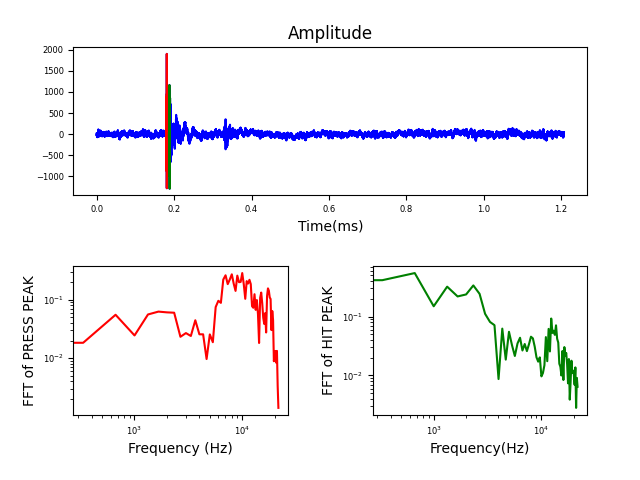 Amplitude
2000
1500
1000
500
0
−500
−1000
0.0 0.2 0.4 0.6 0.8 1.0 1.2
Time(ms)
FFT of PRESS PEAK
10⁻¹
10⁻²
10³ 10⁴
Frequency (Hz)
FFT of HIT PEAK
10⁻¹
10⁻²
10³ 10⁴
Frequency(Hz)